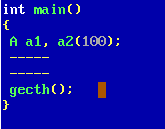 int main()
{
A a1, a2(100);
-----
-----
gecth();
}